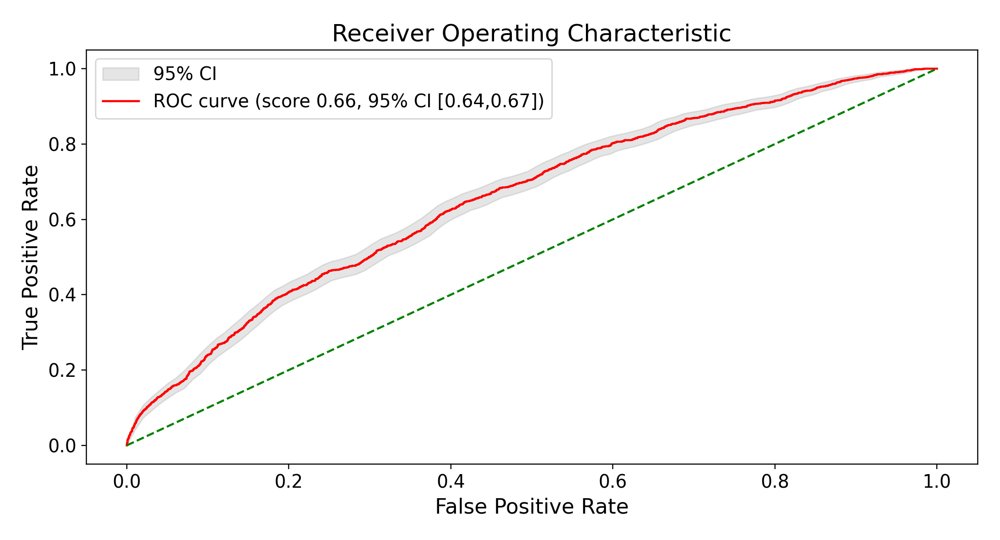 Receiver Operating Characteristic
95% CI
ROC curve (score 0.66, 95% CI [0.64,0.67])
True Positive Rate
1.0
0.8
0.6
0.4
0.2
0.0
0.0 0.2 0.4 0.6 0.8 1.0
False Positive Rate